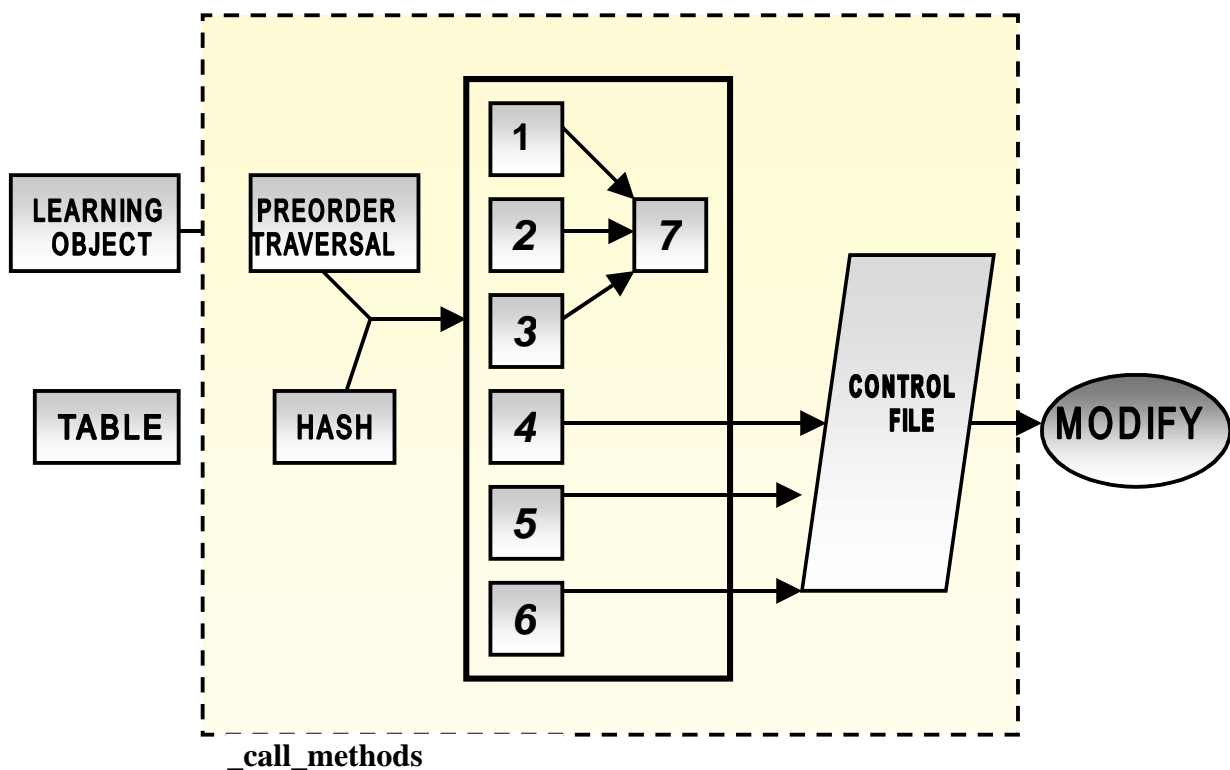 LEARNING
OBJECT
PREORDER
TRAVERSAL
TABLE
HASH
1
2
3
4
5
6
7
CONTROL
FILE
MODIFY
_call_methods